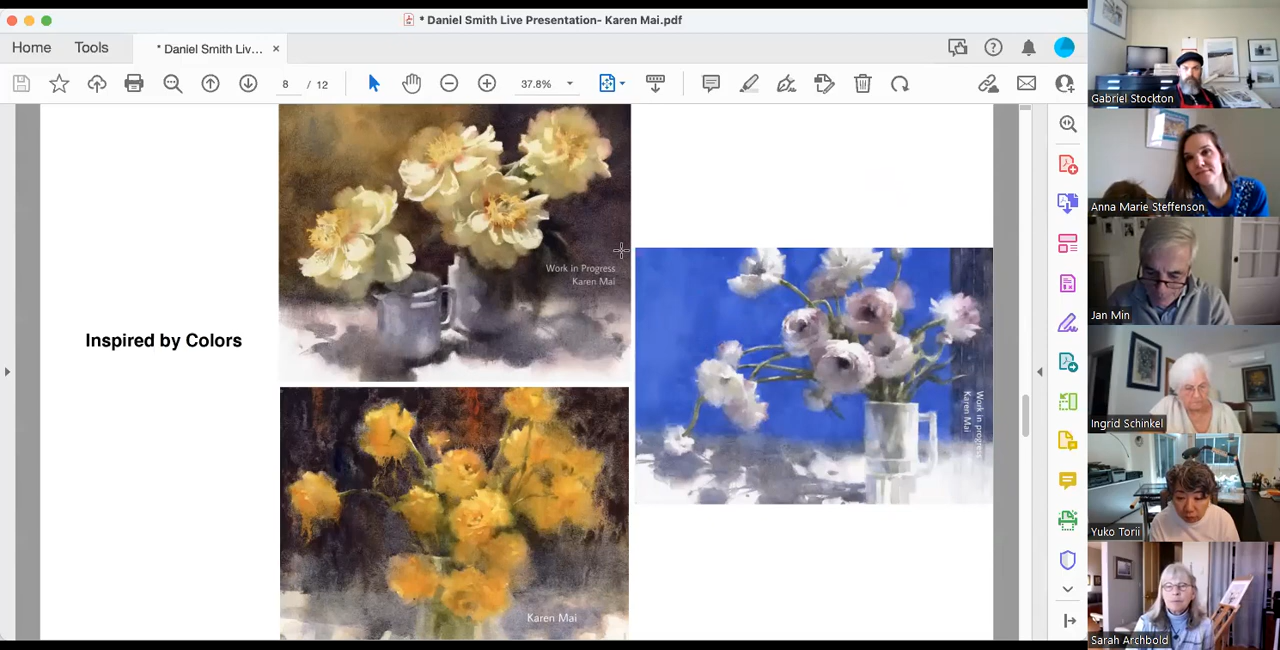 * Daniel Smith Live Presentation- Karen Mai.pdf
Home
Tools
* Daniel Smith Liv... ×
8 / 12
37.8%
Inspired by Colors
Work in Progress
Karen Mai
Work in progress
Karen Mai
Karen Mai
Gabriel Stockton
Anna Marie Steffenson
Jan Min
Ingrid Schinkel
Yuko Torii
Sarah Archbold